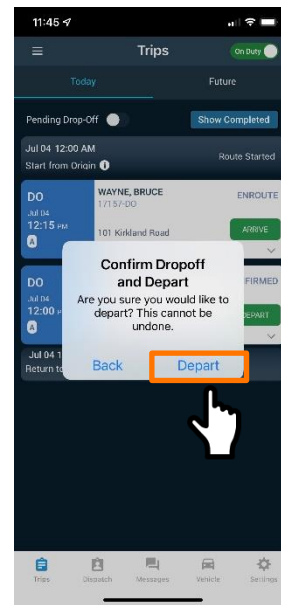 11:45
Trips
On Duty
Today
Future
Pending Drop-Off
Show Completed
Jul 04 12:00 AM
Start from Origin
Route Started
DO
WAYNE, BRUCE
ENROUTE
17157-DO
Jul 04
12:15 PM
101 Kirkland Road
ARRIVE
A
Confirm Dropoff
and Depart
Are you sure you would like to
depart? This cannot be
undone.
Back
Depart
DO
FIRMED
Jul 04
12:00 P
DEPART
A
Jul 04 1
Return to
Trips
Dispatch
Messages
Vehicle
Settings